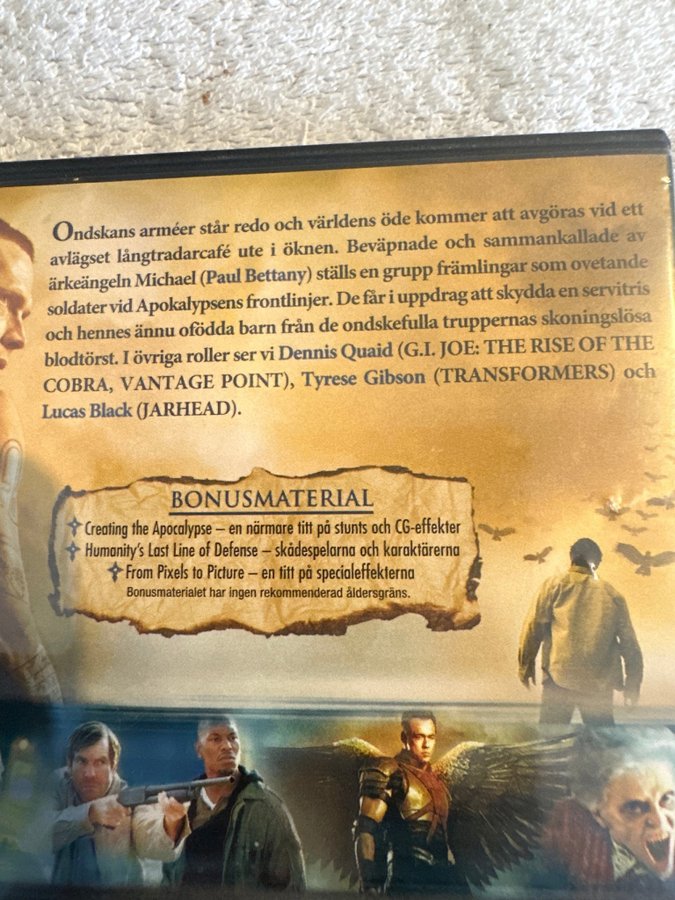 Ondskans arméer står redo och världens öde kommer att avgöras vid ett
avlägset långtradarcafé ute i öknen. Beväpnade och sammankallade av
ärkeängeln Michael (Paul Bettany) ställs en grupp främlingar som ovetande
soldater vid Apokalypsens frontlinjer. De får i uppdrag att skydda en servitris
och hennes ännu ofödda barn från de ondskefulla truppernas skoningslösa
blodtörst. I övriga roller ser vi Dennis Quaid (G.I. JOE: THE RISE OF THE
COBRA, VANTAGE POINT), Tyrese Gibson (TRANSFORMERS) och
Lucas Black (JARHEAD).
BONUSMATERIAL
Creating the Apocalypse – en närmare titt på stunts och CG-effekter
Humanity's Last Line of Defense – skådespelarna och karaktärerna
From Pixels to Picture – en titt på specialeffekterna
Bonusmaterialet har ingen rekommenderad åldersgräns.